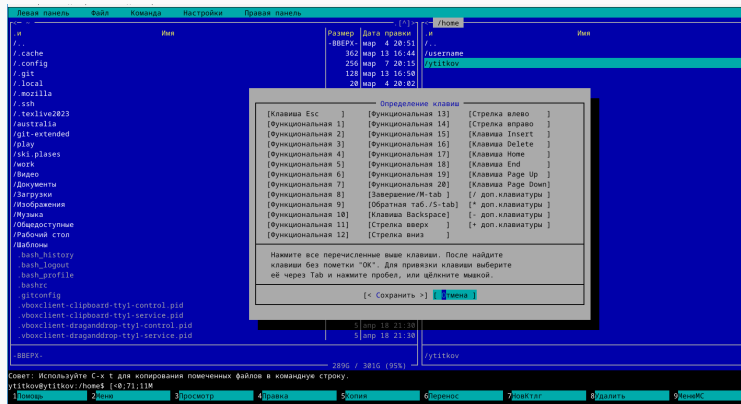 Левая панель Файл Команда Настройки Правая панель
.[^]> /home
.и Имя Размер Дата правки .и Имя
/.. -ВВЕРХ- мар 4 20:51 /..
/.cache 362 мар 13 16:44 /username
/.config 256 мар 7 20:15 /ytitkov
/.git 128 мар 13 16:50
/.local 20 мар 4 20:02
/.mozilla
/.ssh
/.texlive2023
/australia
/git-extended
/play
/ski.plases
/work
/Видео
/Документы
/Загрузки
/Изображения
/Музыка
/Общедоступные
/Рабочий стол
/Шаблоны
.bash_history
.bash_logout
.bash_profile
.bashrc
.gitconfig
.vboxclient-clipboard-tty1-control.pid
.vboxclient-clipboard-tty1-service.pid
.vboxclient-draganddrop-tty1-control.pid 5 апр 18 21:30
.vboxclient-draganddrop-tty1-service.pid 5 апр 18 21:30
Определение клавиш
[Клавиша Esc ] [Функциональная 13] [Стрелка влево ]
[Функциональная 1] [Функциональная 14] [Стрелка вправо ]
[Функциональная 2] [Функциональная 15] [Клавиша Insert ]
[Функциональная 3] [Функциональная 16] [Клавиша Delete ]
[Функциональная 4] [Функциональная 17] [Клавиша Home ]
[Функциональная 5] [Функциональная 18] [Клавиша End ]
[Функциональная 6] [Функциональная 19] [Клавиша Page Up ]
[Функциональная 7] [Функциональная 20] [Клавиша Page Down]
[Функциональная 8] [Завершение/M-tab ] [/ доп.клавиатуры ]
[Функциональная 9] [Обратная таб./S-tab] [* доп.клавиатуры ]
[Функциональная 10] [Клавиша Backspace] [- доп.клавиатуры ]
[Функциональная 11] [Стрелка вверх ] [+ доп.клавиатуры ]
[Функциональная 12] [Стрелка вниз ]
Нажмите все перечисленные выше клавиши. После найдите
клавиши без пометки "OK". Для привязки клавиши выберите
её через Tab и нажмите пробел, или щёлкните мышкой.
[< Сохранить >] [ Отмена ]
-ВВЕРХ- /ytitkov
289G / 301G (95%)
Совет: Используйте C-x t для копирования помеченных файлов в командную строку.
ytitkov@ytitkov:/home$ [<0;71;11M
1Помощь 2Меню 3Просмотр 4Правка 5Копия 6Перенос 7НовКтлг 8Удалить 9МенюMC